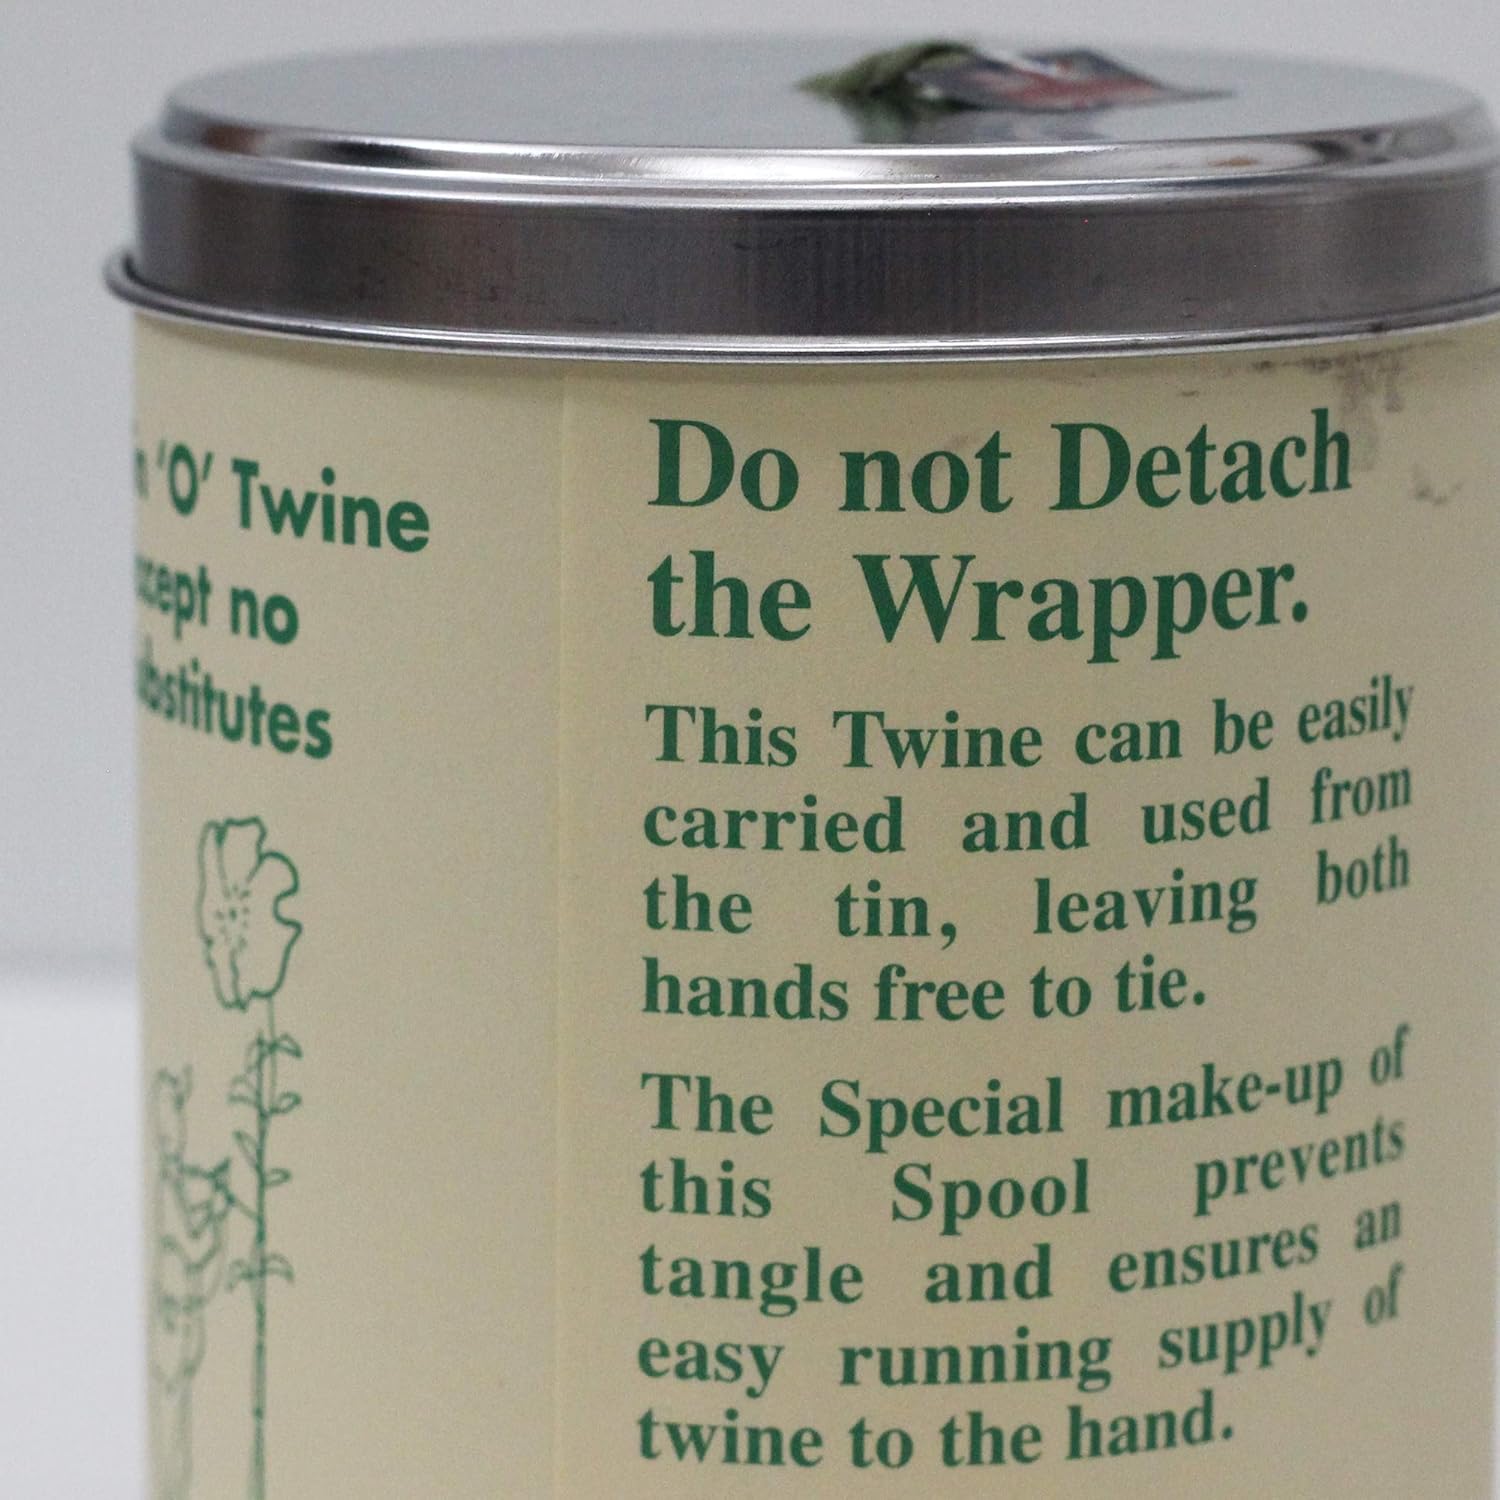 'O' Twine
no
Do not Detach
the Wrapper.
This Twine can be easily
carried and used from
the tin, leaving both
hands free to tie.
The Special make-up of
this Spool prevents
tangle and ensures an
easy running supply of
twine to the hand.